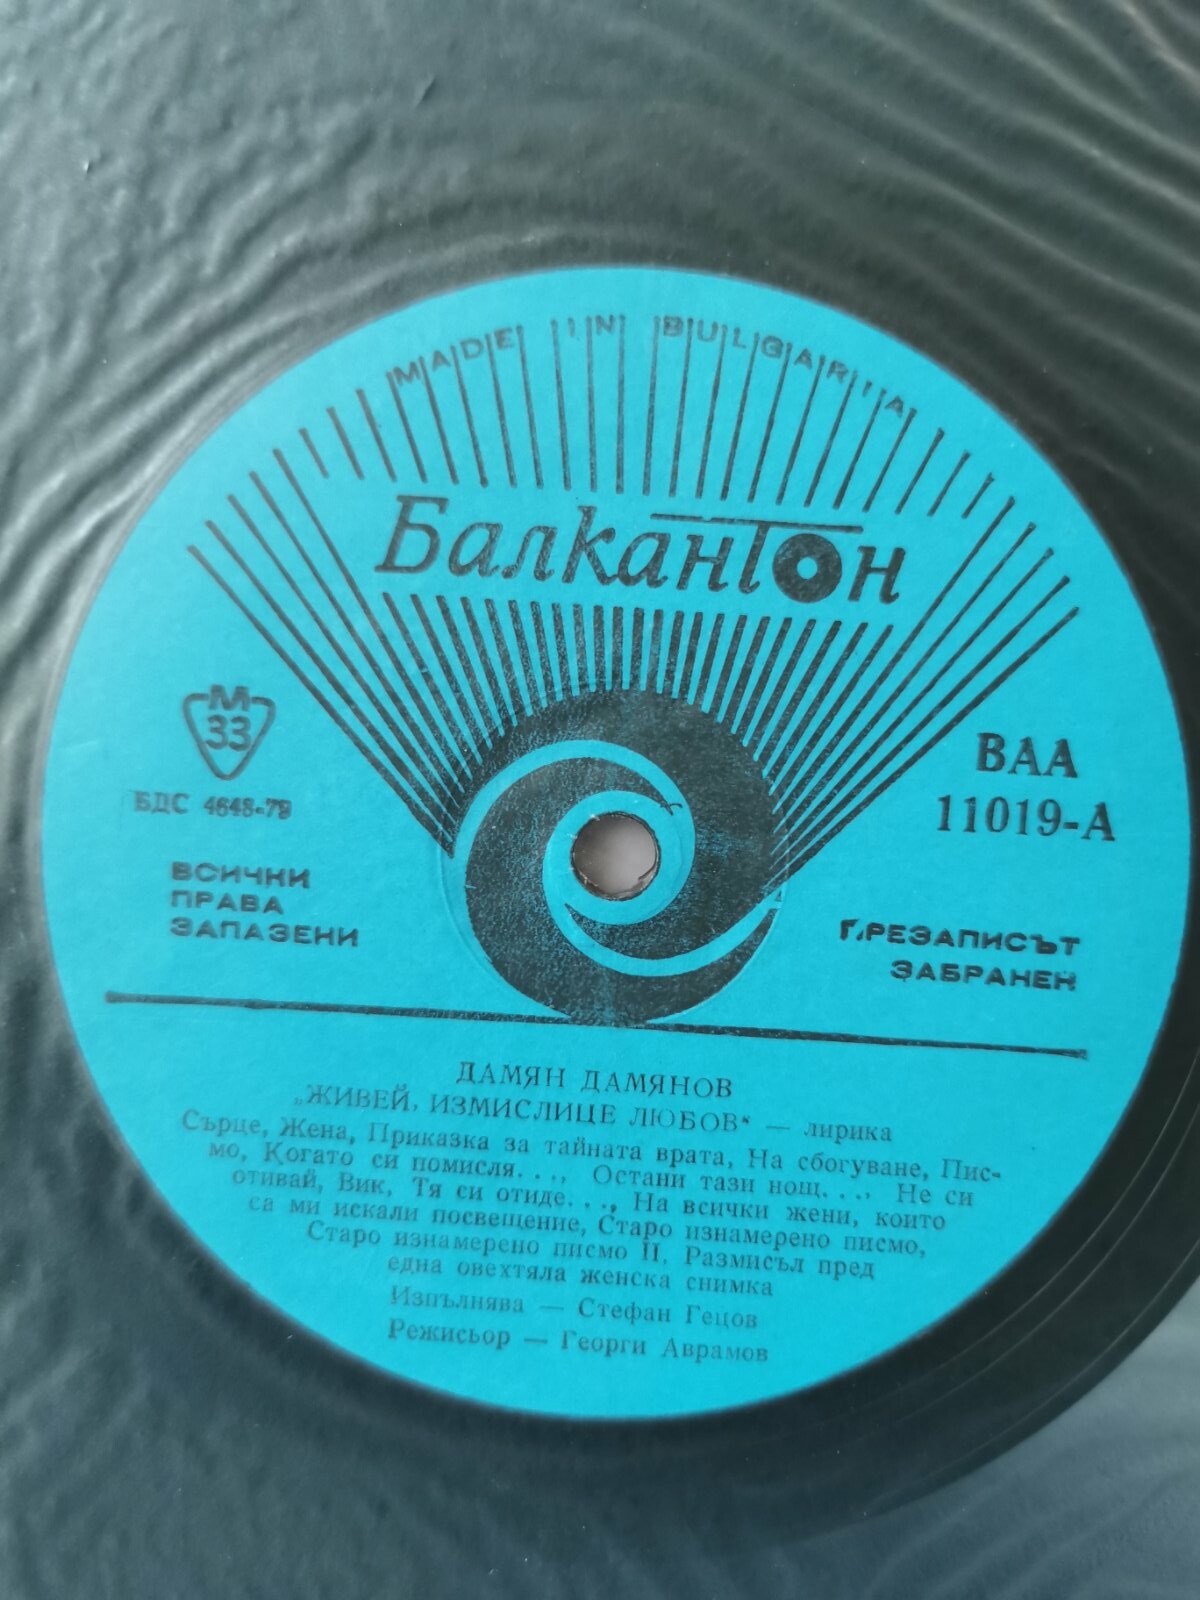 MADE IN BULGARIA
Балкантон
М
33
БДС 4648-79
ВСИЧКИ
ПРАВА
ЗАПАЗЕНИ
ВАА
11019-А
ПРЕЗАПИСЪТ
ЗАБРАНЕН
ДАМЯН ДАМЯНОВ
„ЖИВЕЙ, ИЗМИСЛИЦЕ ЛЮБОВ“ — лирика
Сърце, Жена, Приказка за тайната врата, На сбогуване, Пис-
мо, Когато си помисля. . ., Остани тази нощ. . ., Не си
отивай, Вик, Тя си отиде. . ., На всички жени, които
са ми искали посвещение, Старо изнамерено писмо,
Старо изнамерено писмо II, Размисъл пред
една овехтяла женска снимка
Изпълнява — Стефан Гецов
Режисьор — Георги Аврамов